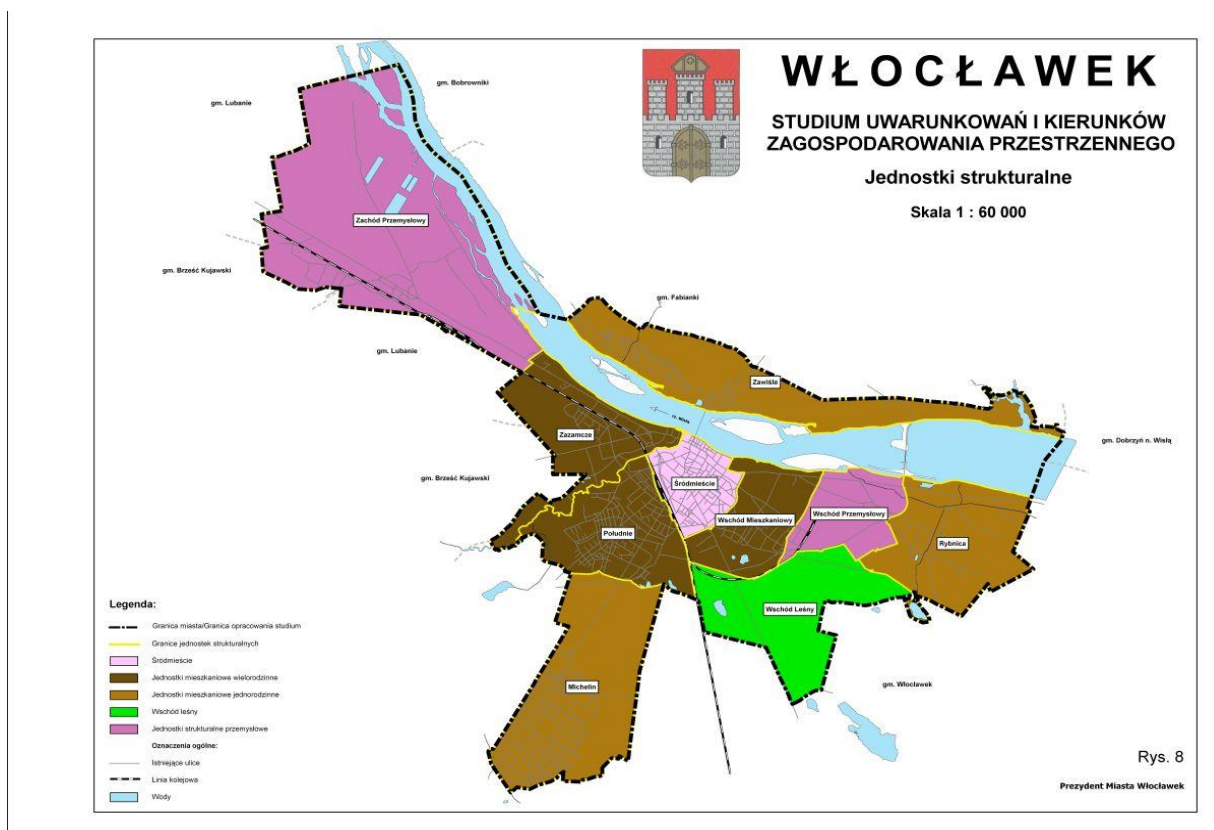 WŁOCŁAWEK
STUDIUM UWARUNKOWAŃ I KIERUNKÓW
ZAGOSPODAROWANIA PRZESTRZENNEGO
Jednostki strukturalne
Skala 1 : 60 000
gm. Bobrowniki
gm. Lubanie
Zachód Przemysłowy
gm. Brześć Kujawski
gm. Fabianki
gm. Lubanie
Zawiśle
rz. Wisła
Zazamcze
gm. Dobrzyń n. Wisłą
gm. Brześć Kujawski
Śródmieście
Wschód Mieszkaniowy
Wschód Przemysłowy
Południe
Rybnica
Wschód Leśny
Michelin
gm. Włocławek
Legenda:
Granica miasta/Granica opracowania studium
Granice jednostek strukturalnych
Śródmieście
Jednostki mieszkaniowe wielorodzinne
Jednostki mieszkaniowe jednorodzinne
Wschód leśny
Jednostki strukturalne przemysłowe
Oznaczenia ogólne:
Istniejące ulice
Linia kolejowa
Wody
Rys. 8
Prezydent Miasta Włocławek